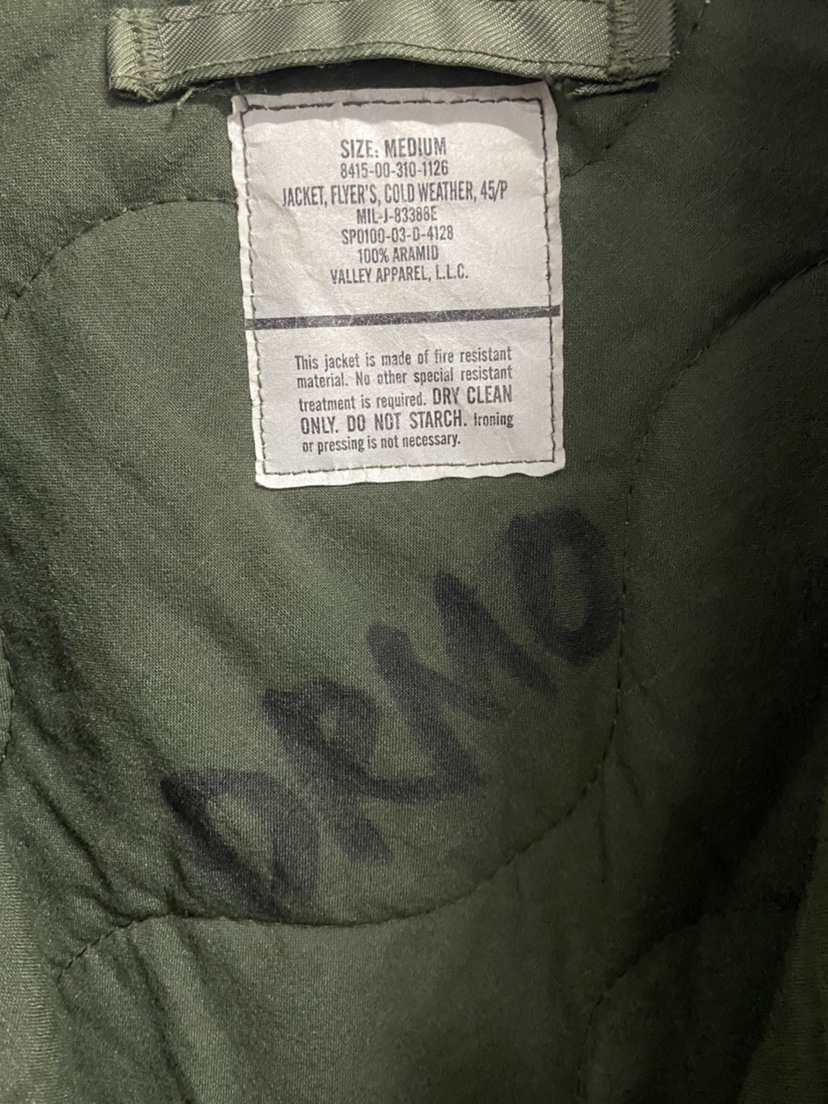 SIZE: MEDIUM
8415-00-310-1126
JACKET, FLYER'S, COLD WEATHER, 45/P
MIL-J-83388E
SP0100-03-D-4128
100% ARAMID
VALLEY APPAREL, L.L.C.
This jacket is made of fire resistant
material. No other special resistant
treatment is required. DRY CLEAN
ONLY. DO NOT STARCH. Ironing
or pressing is not necessary.
DRMO